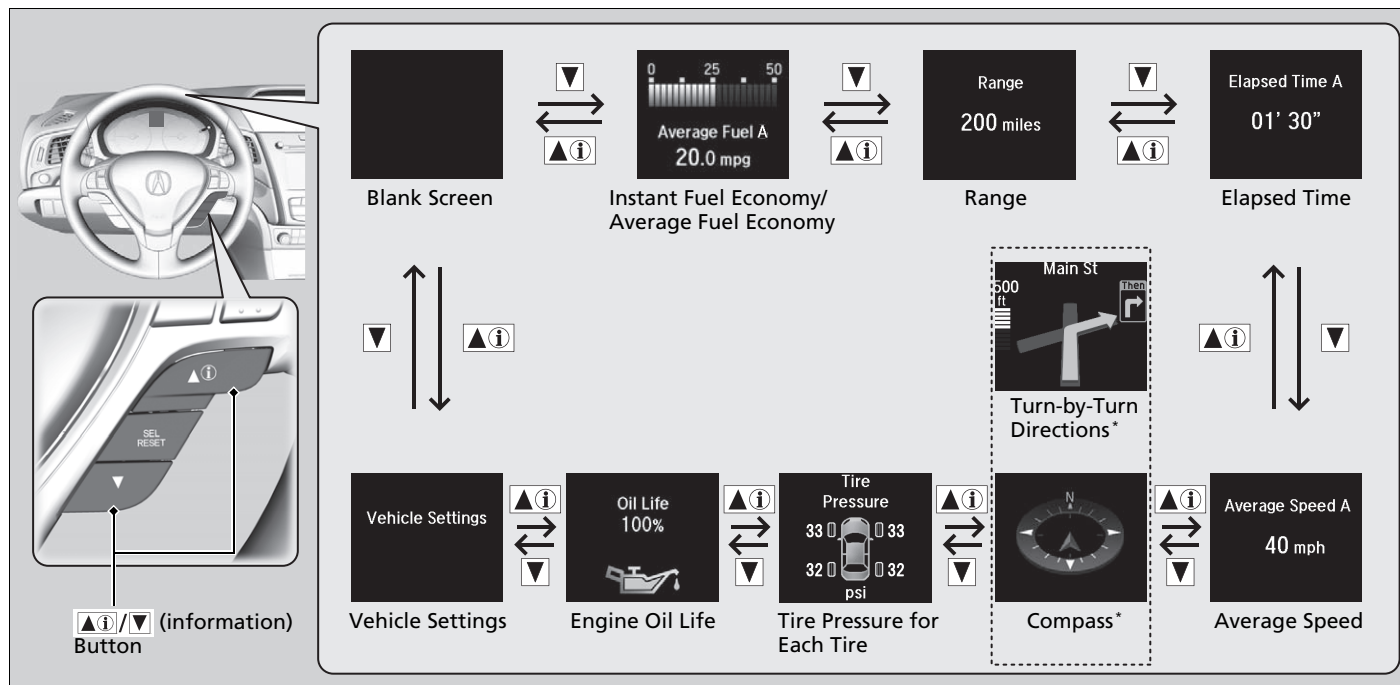 0 25 50
Average Fuel A
20.0 mpg
Range
200 miles
Elapsed Time A
01' 30"
▼
▼
▼
▲ⓘ
▲ⓘ
▲ⓘ
Blank Screen
Instant Fuel Economy/
Average Fuel Economy
Range
Elapsed Time
▼
▲ⓘ
Main St
500
ft
Then
Turn-by-Turn
Directions*
▲ⓘ
▼
▲ⓘ
SEL
RESET
▼
Vehicle Settings
Oil Life
100%
Tire
Pressure
33 33
32 32
psi
N
Average Speed A
40 mph
▲ⓘ
▲ⓘ
▲ⓘ
▲ⓘ
▼
▼
▼
▼
Vehicle Settings
Engine Oil Life
Tire Pressure for
Each Tire
Compass*
Average Speed
▲ⓘ/▼ (information)
Button